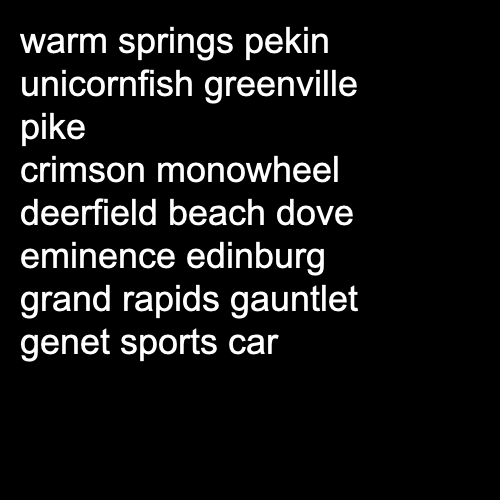 warm springs pekin
unicornfish greenville
pike
crimson monowheel
deerfield beach dove
eminence edinburg
grand rapids gauntlet
genet sports car